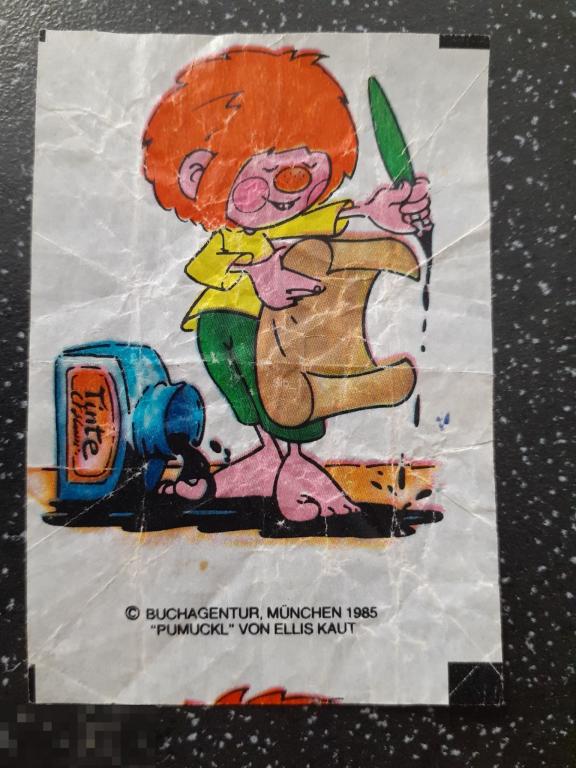 Tinte
© BUCHAGENTUR, MÜNCHEN 1985
"PUMUCKL" VON ELLIS KAUT